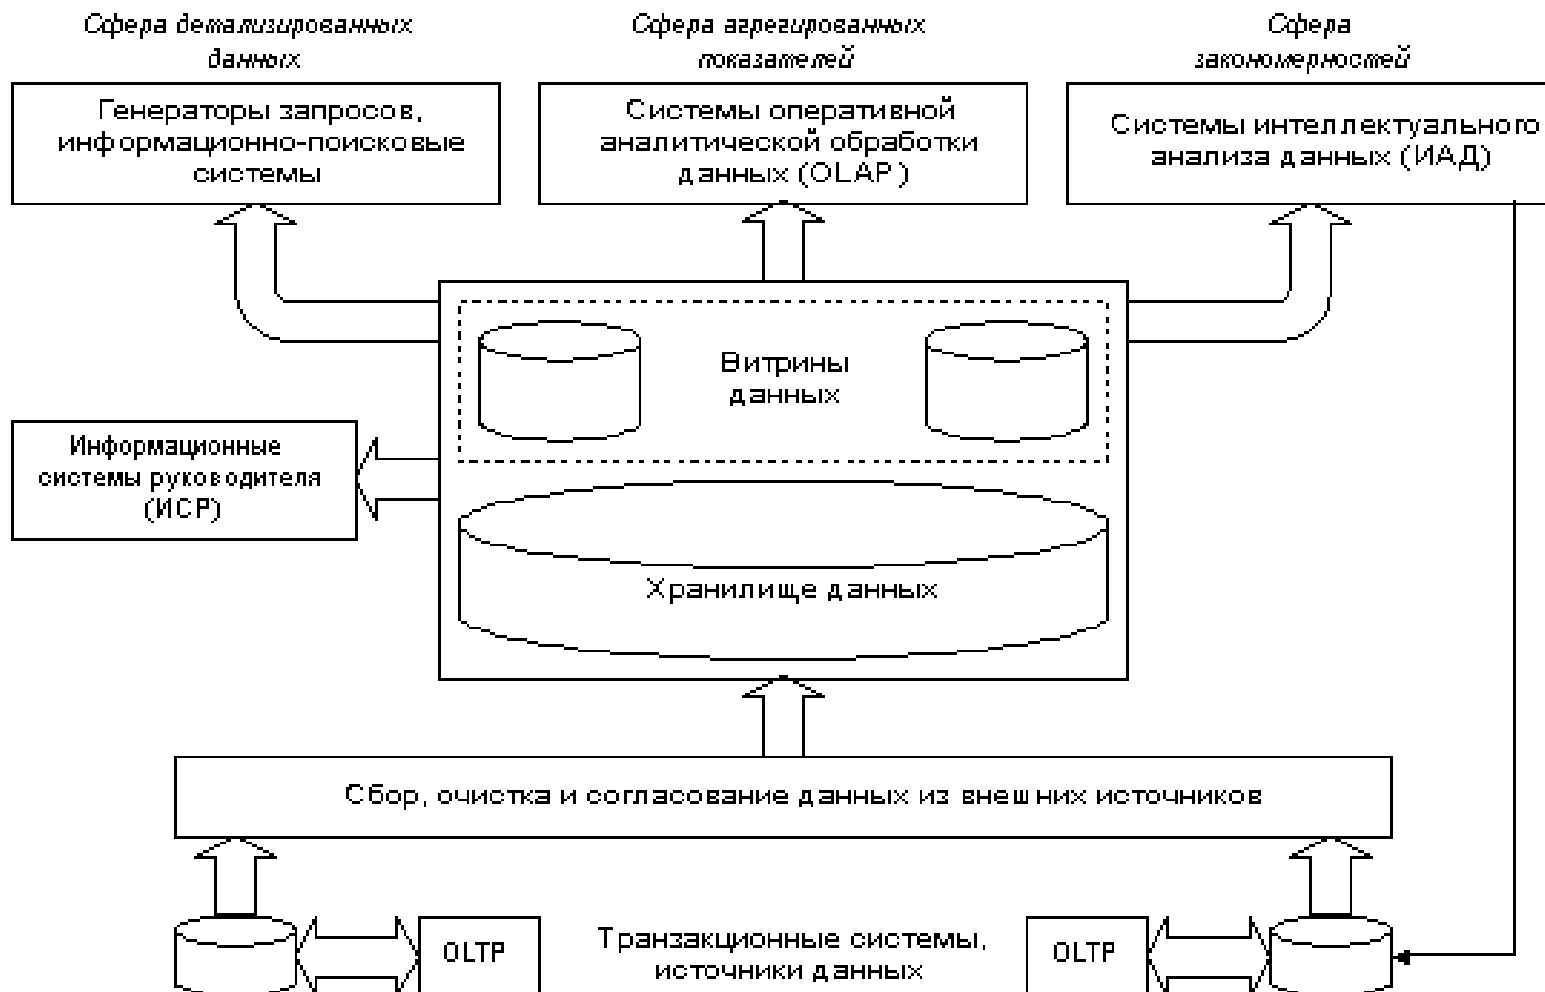 Сфера детализированных
данных
Сфера агрегированных
показателей
Сфера
закономерностей
Генераторы запросов,
информационно-поисковые
системы
Системы оперативной
аналитической обработки
данных (OLAP)
Системы интеллектуального
анализа данных (ИАД)
Витрины
данных
Информационные
системы руководителя
(ИСР)
Хранилище данных
Сбор, очистка и согласование данных из внешних источников
OLTP
Транзакционные системы,
источники данных
OLTP